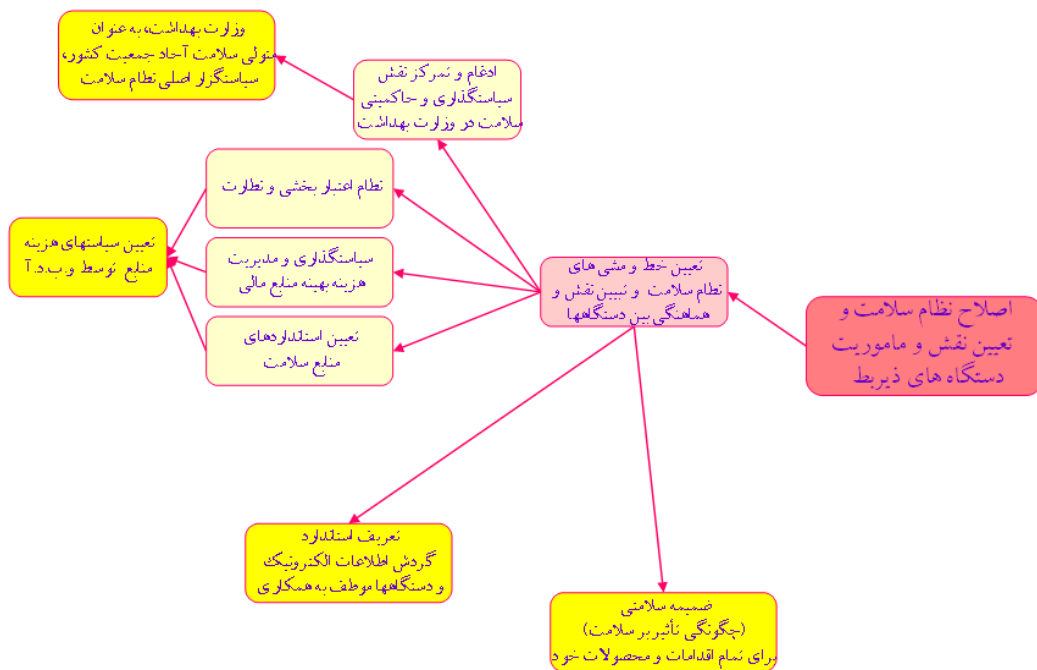 اصلاح نظام سلامت و
تعیین نقش و ماموریت
دستگاه های ذیربط
تعیین خط و مشی های
نظام سلامت و تبیین نقش و
هماهنگی بین دستگاهها
ادغام و تمرکز نقش
سیاستگذاری و حاکمیتی
سلامت در وزارت بهداشت
وزارت بهداشت، به عنوان
متولی سلامت آحاد جمعیت کشور،
سیاستگزار اصلی نظام سلامت
نظام اعتبار بخشی و نظارت
سیاستگذاری و مدیریت
هزینه بهینه منابع مالی
تعیین استانداردهای
منابع سلامت
تعیین سیاستهای هزینه
منابع توسط و.ب.د.آ
تعریف استاندارد
گردش اطلاعات الکترونیک
و دستگاهها موظف به همکاری
ضمیمه سلامتی
(چگونگی تأثیر بر سلامت)
برای تمام اقدامات و محصولات خود